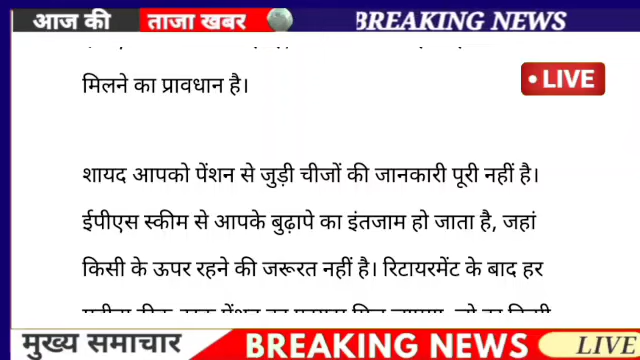 आज की ताजा खबर BREAKING NEWS
मिलने का प्रावधान है।
• LIVE
शायद आपको पेंशन से जुड़ी चीजों की जानकारी पूरी नहीं है।
ईपीएस स्कीम से आपके बुढ़ापे का इंतजाम हो जाता है, जहां
किसी के ऊपर रहने की जरूरत नहीं है। रिटायरमेंट के बाद हर
मुख्य समाचार BREAKING NEWS LIVE